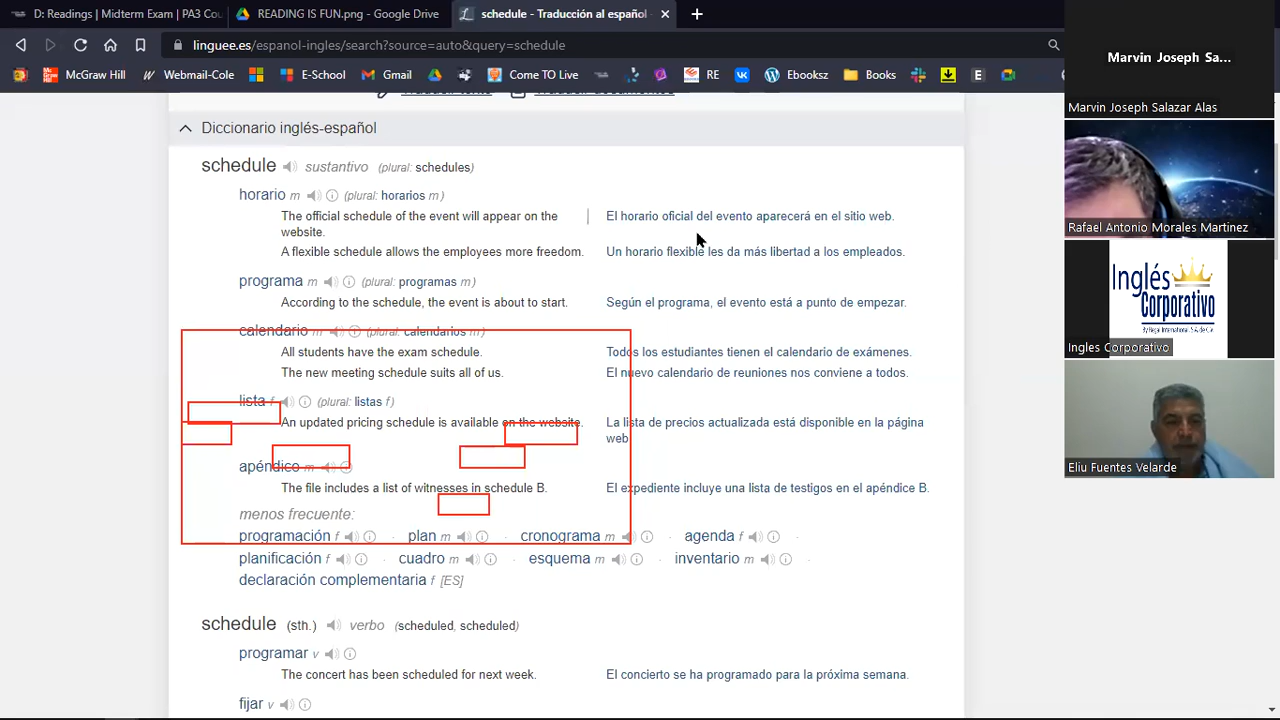 D: Readings | Midterm Exam | PA3 Cou
READING IS FUN.png - Google Drive
schedule - Traducción al español -
linguee.es/espanol-ingles/search?source=auto&query=schedule
McGraw Hill
Webmail-Cole
E-School
Gmail
Come TO Live
RE
Ebooksz
Books
E
Diccionario inglés-español
schedule sustantivo (plural: schedules)
horario m (plural: horarios m)
The official schedule of the event will appear on the website.
El horario oficial del evento aparecerá en el sitio web.
A flexible schedule allows the employees more freedom.
Un horario flexible les da más libertad a los empleados.
programa m (plural: programas m)
According to the schedule, the event is about to start.
Según el programa, el evento está a punto de empezar.
calendario m (plural: calendarios m)
All students have the exam schedule.
Todos los estudiantes tienen el calendario de exámenes.
The new meeting schedule suits all of us.
El nuevo calendario de reuniones nos conviene a todos.
lista f (plural: listas f)
An updated pricing schedule is available on the website.
La lista de precios actualizada está disponible en la página web.
apéndico m
The file includes a list of witnesses in schedule B.
El expediente incluye una lista de testigos en el apéndice B.
menos frecuente:
programación f · plan m · cronograma m · agenda f ·
planificación f · cuadro m · esquema m · inventario m ·
declaración complementaria f [ES]
schedule (sth.) verbo (scheduled, scheduled)
programar v
The concert has been scheduled for next week.
El concierto se ha programado para la próxima semana.
fijar v
Marvin Joseph Sa...
Marvin Joseph Salazar Alas
Rafael Antonio Morales Martinez
Inglés
Corporativo
Ingles Corporativo
Eliu Fuentes Velarde